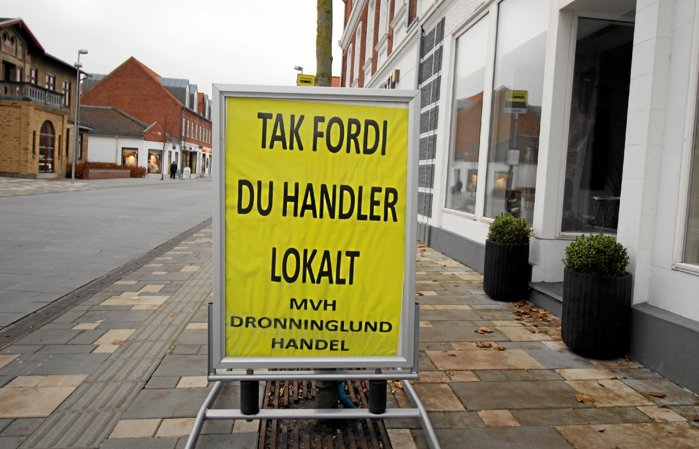 TAK FORDI
DU HANDLER
LOKALT
MVH
DRONNINGLUND
HANDEL